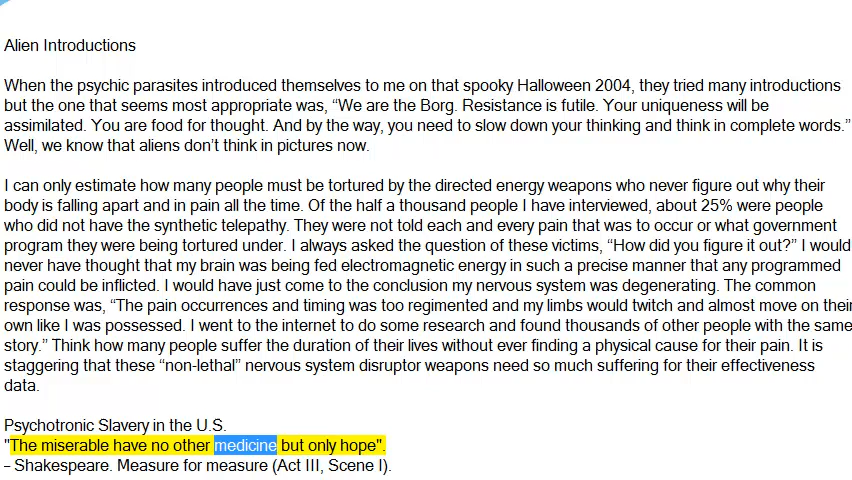 Alien Introductions
When the psychic parasites introduced themselves to me on that spooky Halloween 2004, they tried many introductions
but the one that seems most appropriate was, “We are the Borg. Resistance is futile. Your uniqueness will be
assimilated. You are food for thought. And by the way, you need to slow down your thinking and think in complete words.”
Well, we know that aliens don’t think in pictures now.
I can only estimate how many people must be tortured by the directed energy weapons who never figure out why their
body is falling apart and in pain all the time. Of the half a thousand people I have interviewed, about 25% were people
who did not have the synthetic telepathy. They were not told each and every pain that was to occur or what government
program they were being tortured under. I always asked the question of these victims, “How did you figure it out?” I would
never have thought that my brain was being fed electromagnetic energy in such a precise manner that any programmed
pain could be inflicted. I would have just come to the conclusion my nervous system was degenerating. The common
response was, “The pain occurrences and timing was too regimented and my limbs would twitch and almost move on their
own like I was possessed. I went to the internet to do some research and found thousands of other people with the same
story.” Think how many people suffer the duration of their lives without ever finding a physical cause for their pain. It is
staggering that these “non-lethal” nervous system disruptor weapons need so much suffering for their effectiveness
data.
Psychotronic Slavery in the U.S.
"The miserable have no other medicine but only hope".
– Shakespeare. Measure for measure (Act III, Scene I).